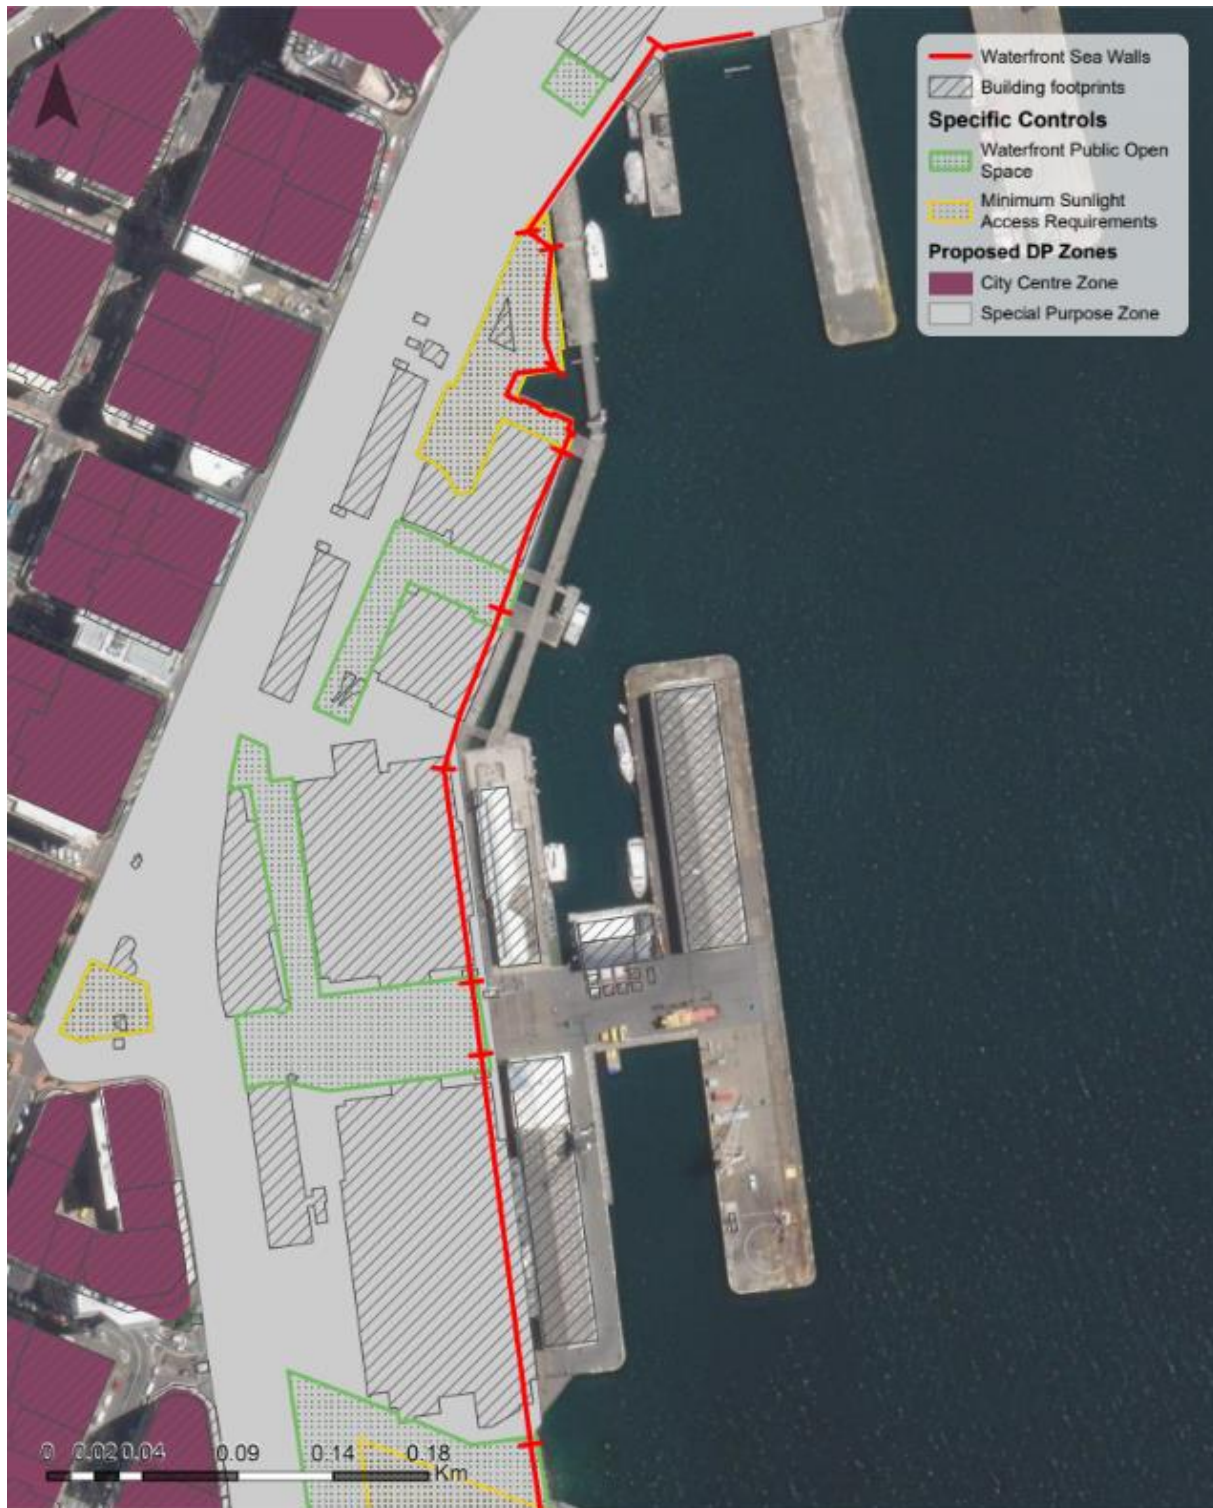 N
Waterfront Sea Walls
Building footprints
Specific Controls
Waterfront Public Open
Space
Minimum Sunlight
Access Requirements
Proposed DP Zones
City Centre Zone
Special Purpose Zone
0 0.02 0.04 0.09 0.14 0.18
Km